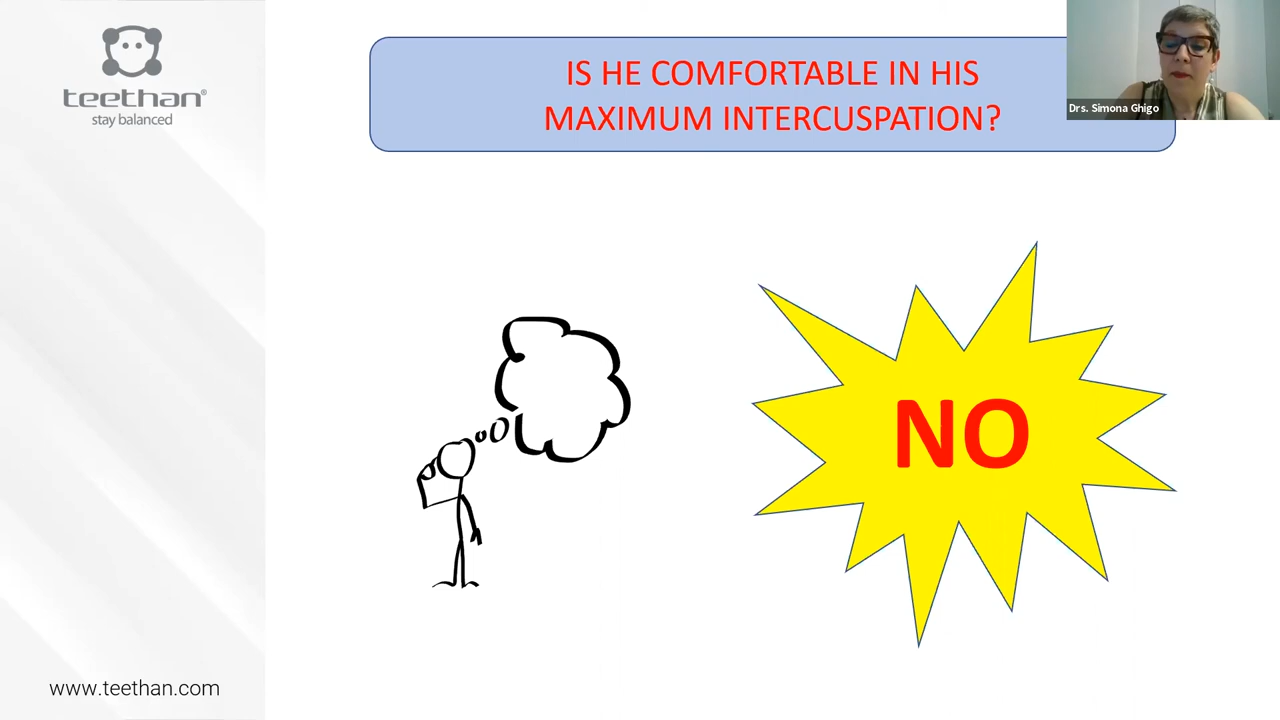 teethan®
stay balanced
IS HE COMFORTABLE IN HIS
MAXIMUM INTERCUSPATION?
Drs. Simona Ghigo
NO
www.teethan.com